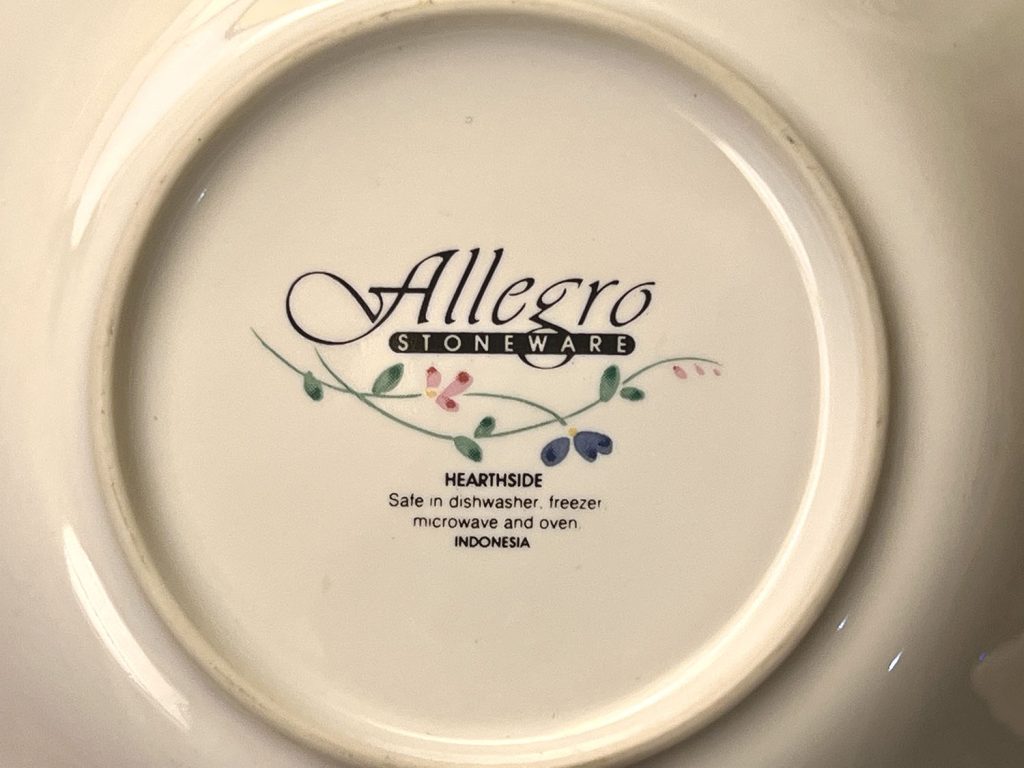 Allegro
STONEWARE
HEARTHSIDE
Safe in dishwasher, freezer,
microwave and oven.
INDONESIA